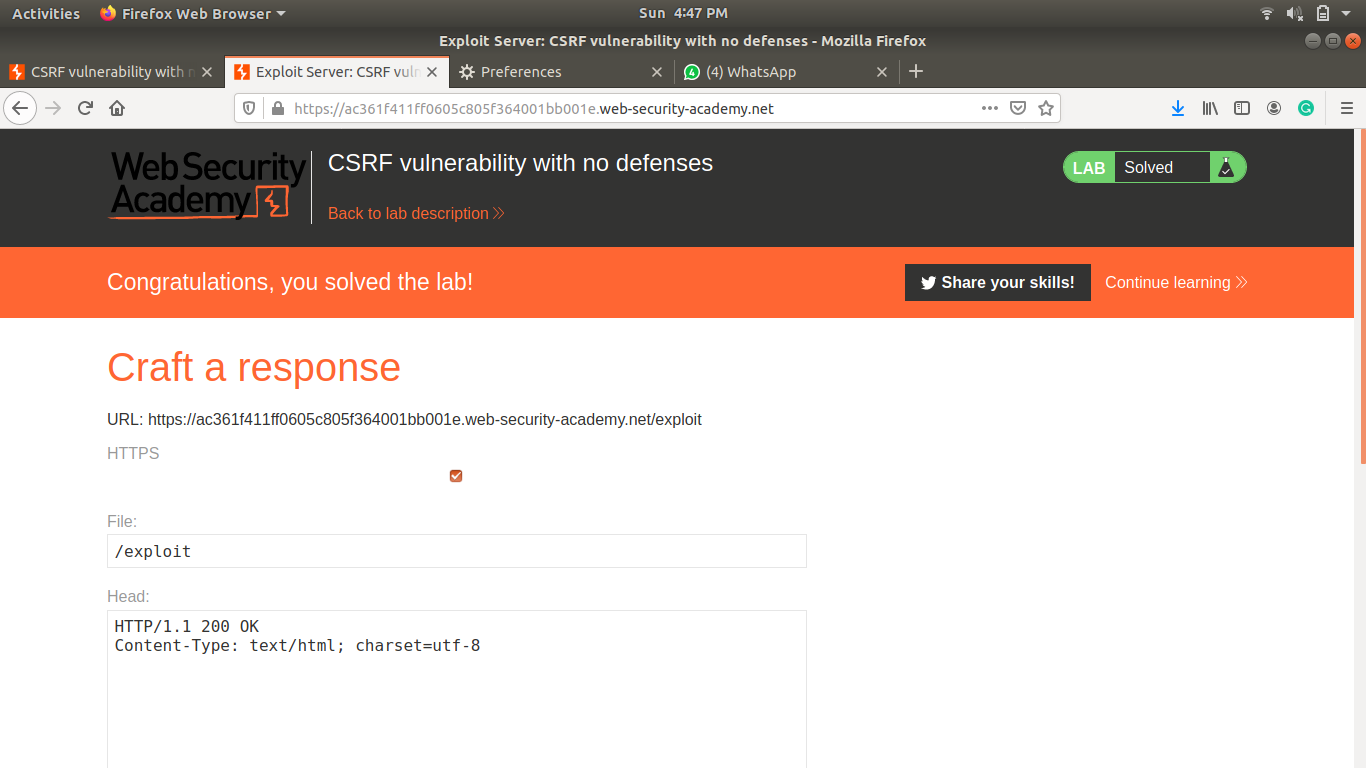 Activities Firefox Web Browser Sun 4:47 PM
Exploit Server: CSRF vulnerability with no defenses - Mozilla Firefox
CSRF vulnerability with Exploit Server: CSRF Preferences (4) WhatsApp
https://ac361f411ff0605c805f364001bb001e.web-security-academy.net
Web Security
Academy
CSRF vulnerability with no defenses
LAB Solved
Back to lab description
Congratulations, you solved the lab!
Share your skills!
Continue learning
Craft a response
URL: https://ac361f411ff0605c805f364001bb001e.web-security-academy.net/exploit
HTTPS
File:
/exploit
Head:
HTTP/1.1 200 OK
Content-Type: text/html; charset=utf-8